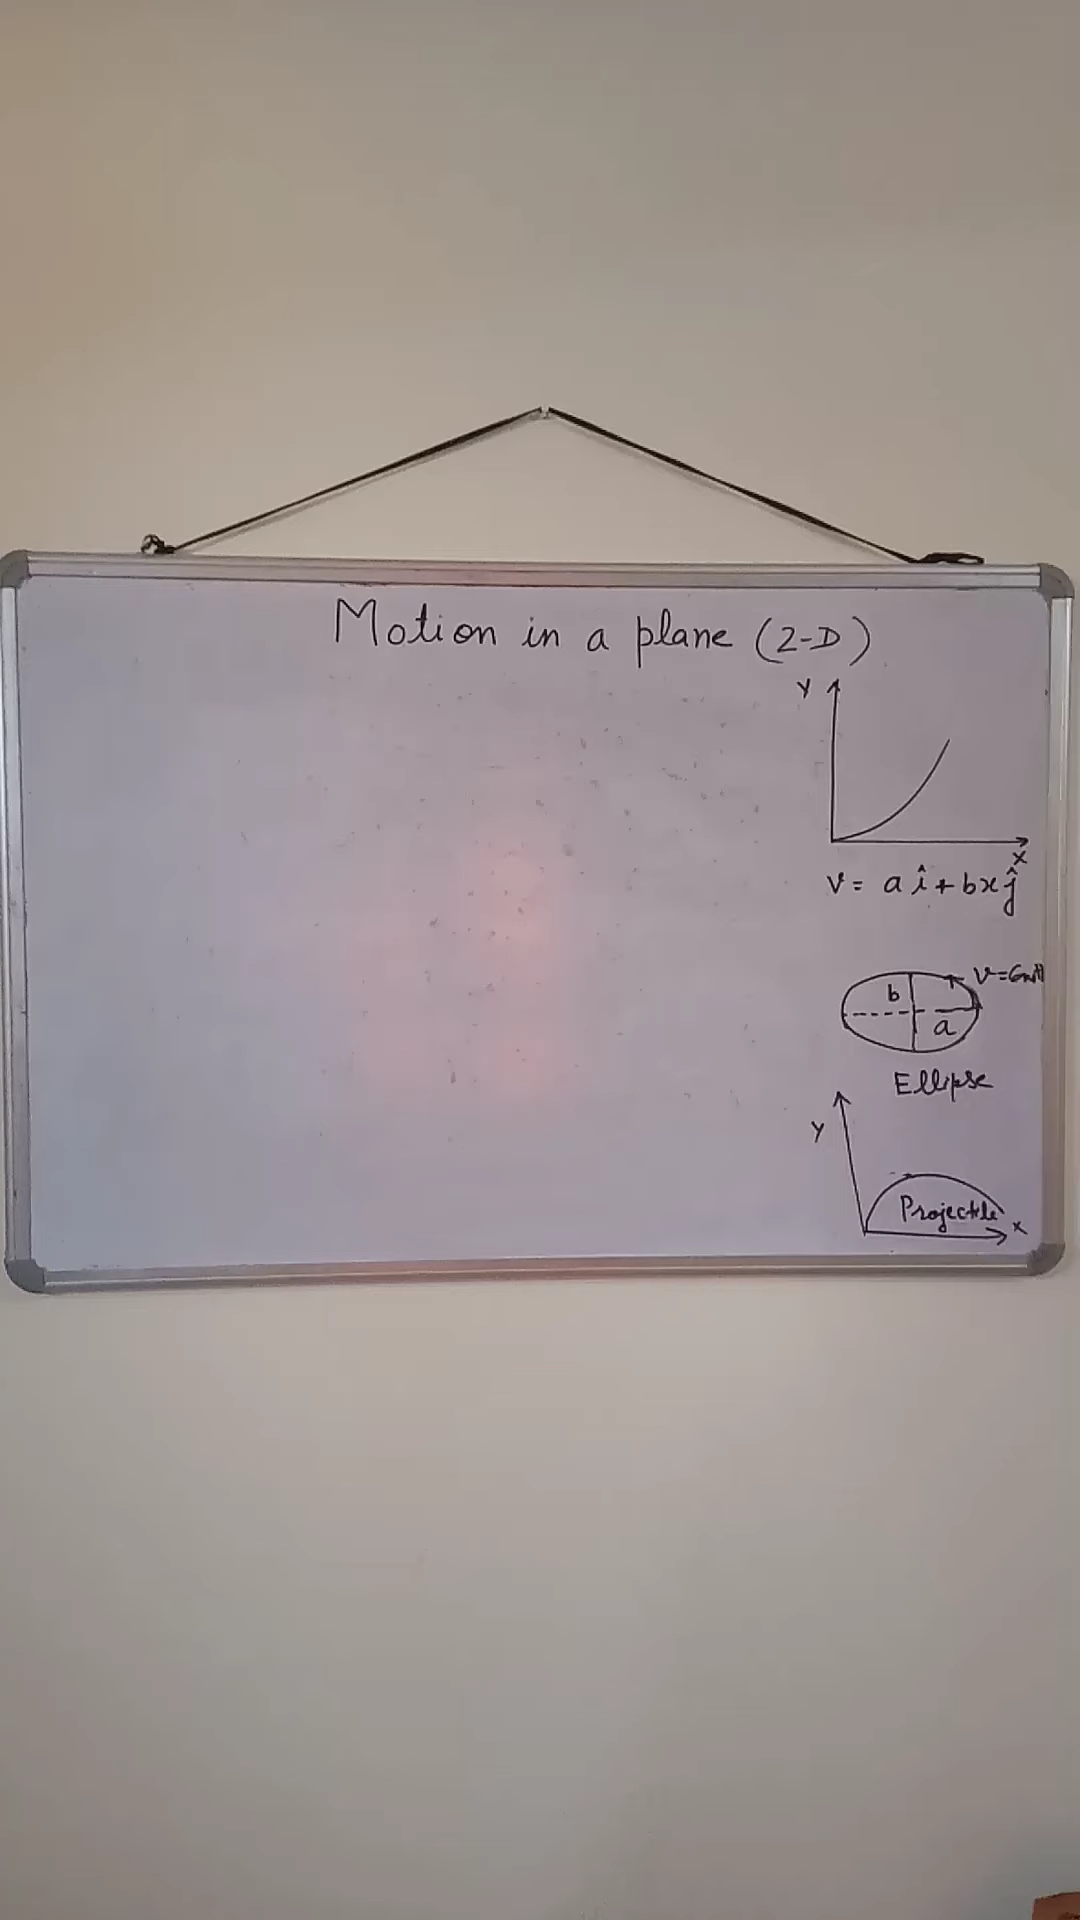 Motion in a plane (2-D)
Y
X
v = a î + bx ĵ
b
a
Ellipse
Y
Projectile
X